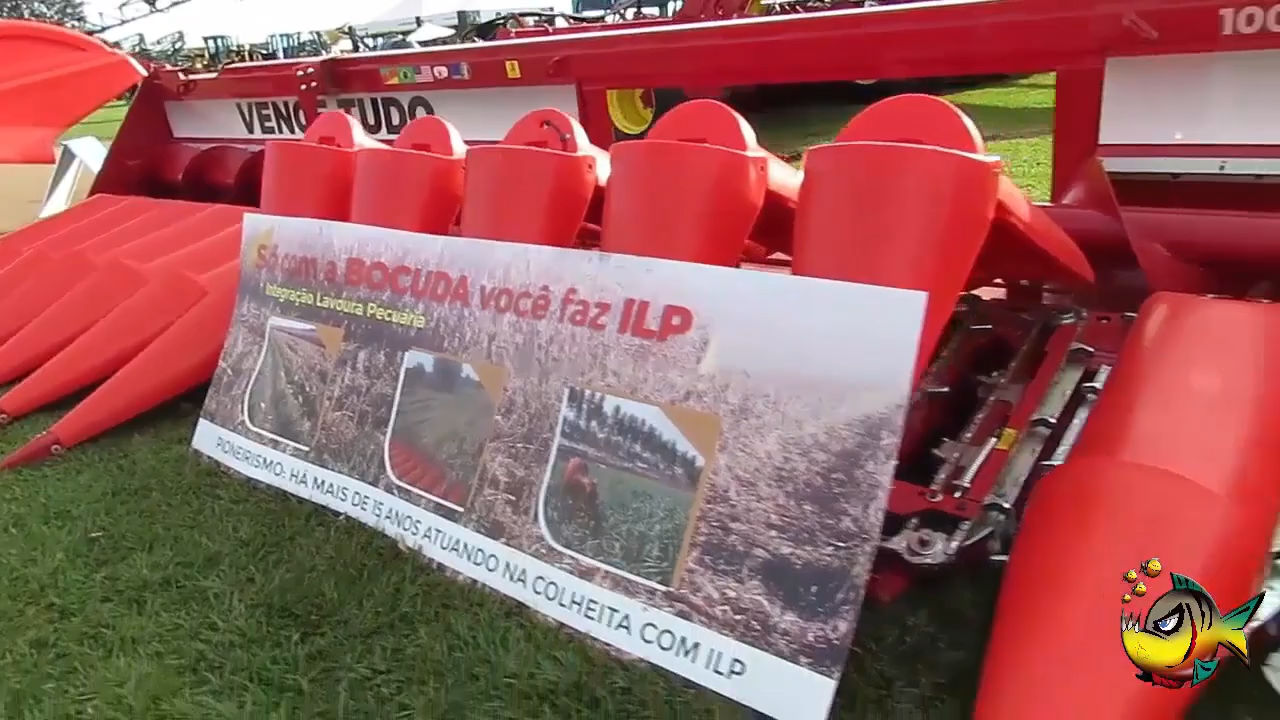 100
VENCE TUDO
Só com a BOCUDA você faz ILP
Integração Lavoura Pecuária
PIONEIRISMO: HÁ MAIS DE 15 ANOS ATUANDO NA COLHEITA COM ILP